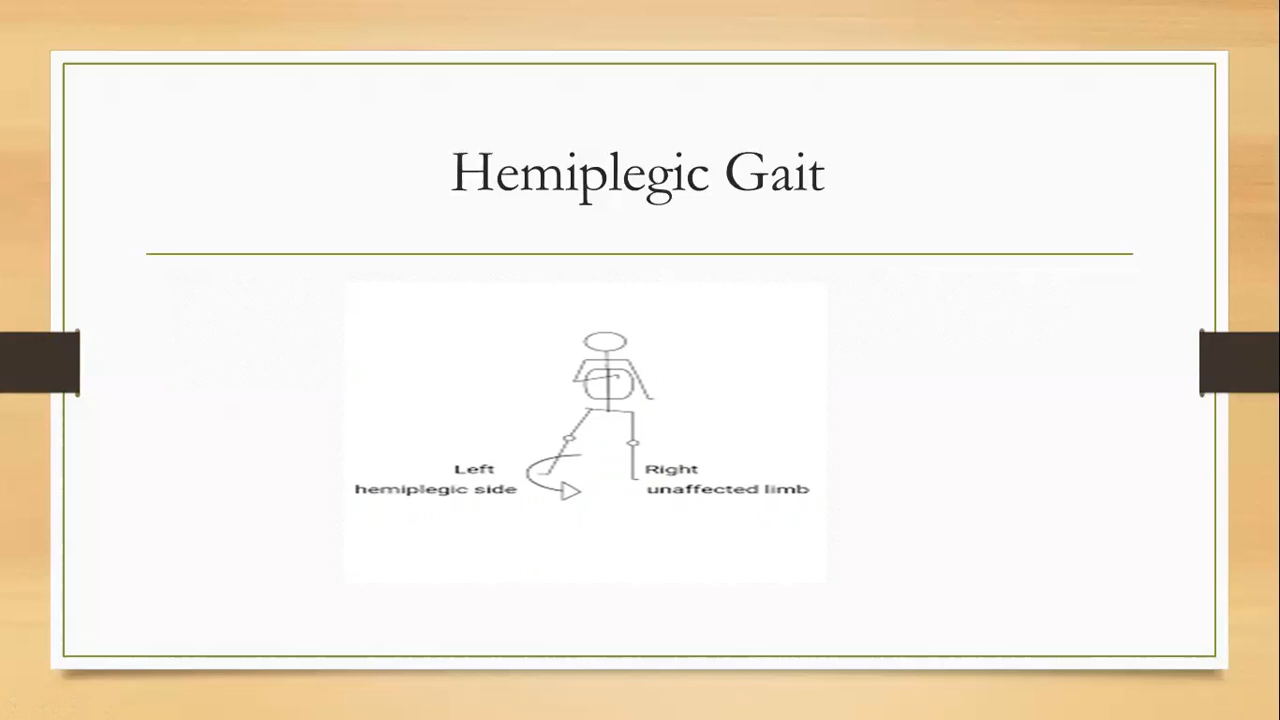 Hemiplegic Gait
Left
hemiplegic side
Right
unaffected limb